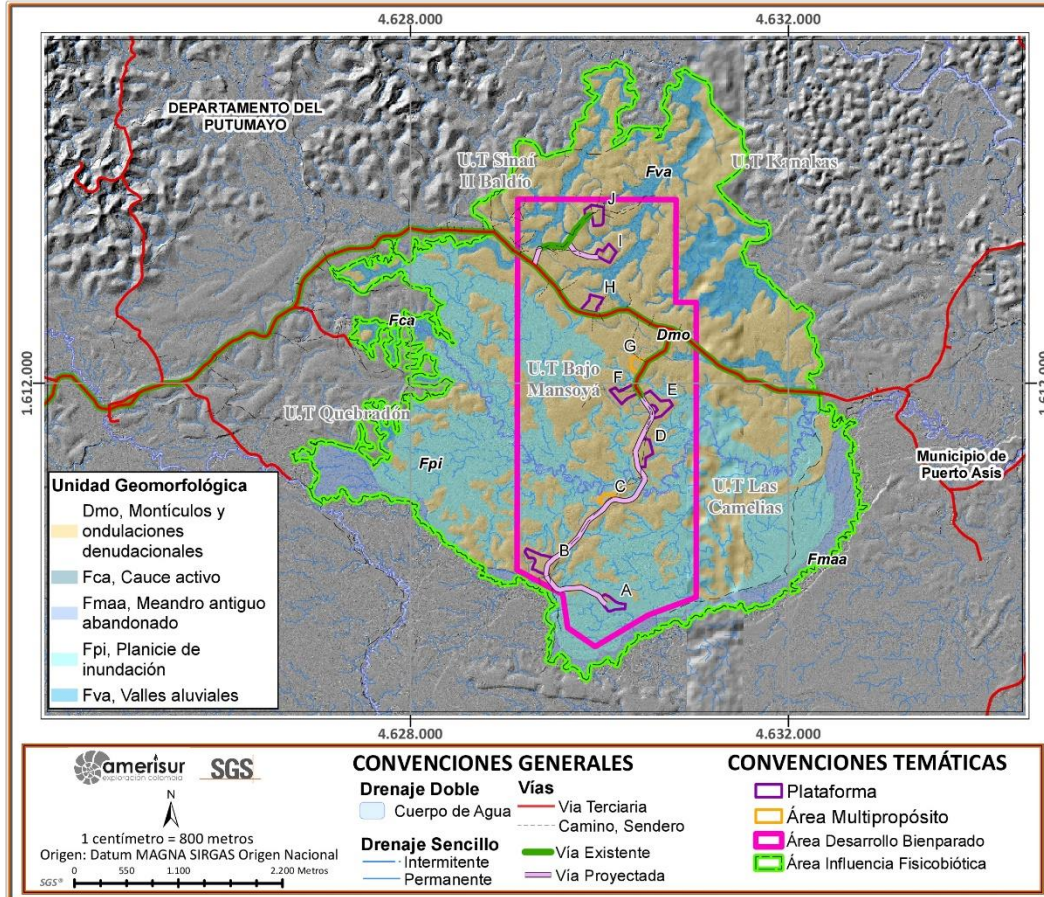 4.628.000
4.632.000
DEPARTAMENTO DEL
PUTUMAYO
U.T Sinaí
II Baldío
Fva
U.T Kanakas
J
I
H
Fca
Dmo
G
1.612.000
1.612.000
U.T Bajo
Mansoyá
F
E
U.T Quebradón
D
Fpi
Municipio de
Puerto Asis
C
U.T Las
Camelias
B
Fmaa
A
Unidad Geomorfológica
Dmo, Montículos y
ondulaciones
denudacionales
Fca, Cauce activo
Fmaa, Meandro antiguo
abandonado
Fpi, Planicie de
inundación
Fva, Valles aluviales
4.628.000
4.632.000
amerisur
exploración colombia
SGS
N
1 centímetro = 800 metros
Origen: Datum MAGNA SIRGAS Origen Nacional
SGS®
0 550 1.100 2.200 Metros
CONVENCIONES GENERALES
Drenaje Doble
Cuerpo de Agua
Drenaje Sencillo
Intermitente
Permanente
Vías
Via Terciaria
Camino, Sendero
Vía Existente
Vía Proyectada
CONVENCIONES TEMÁTICAS
Plataforma
Área Multipropósito
Área Desarrollo Bienparado
Área Influencia Fisicobiótica